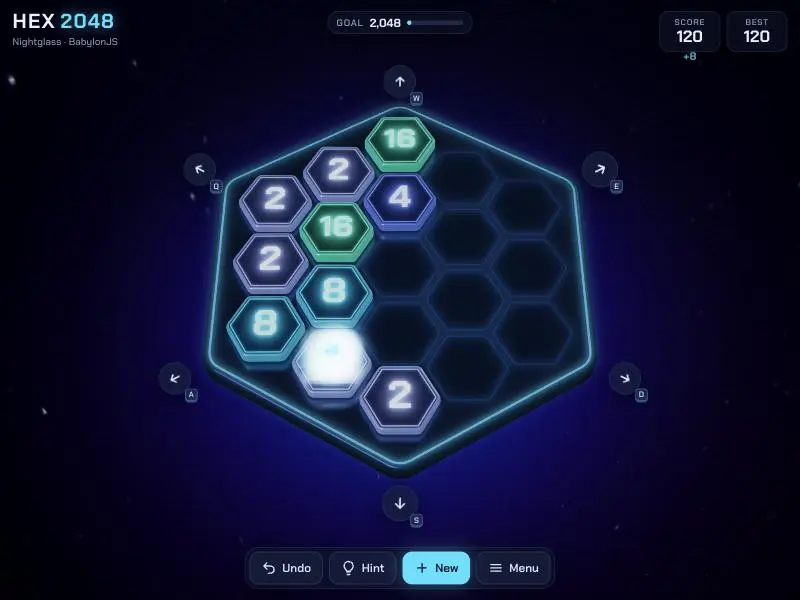 HEX 2048
Nightglass · BabylonJS
GOAL 2,048
SCORE
120
+8
BEST
120
W
Q
E
16
2
2
4
16
2
8
8
2
A
D
S
Undo
Hint
+ New
Menu